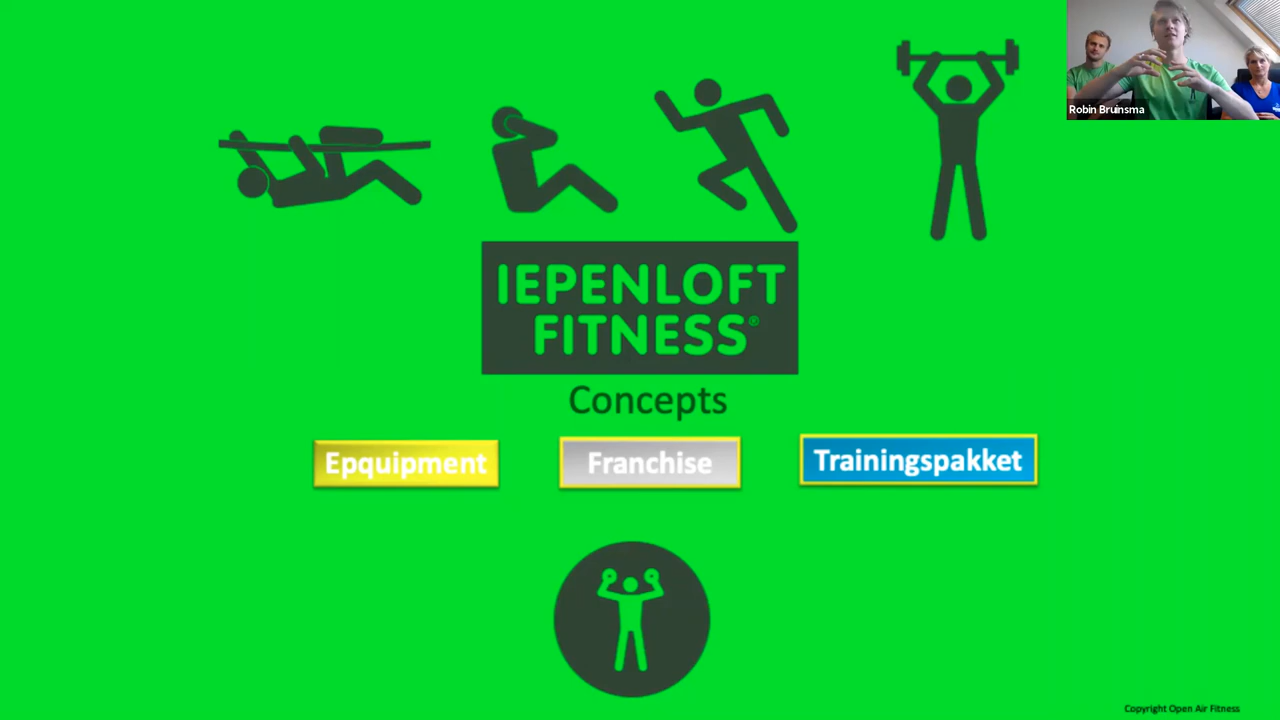 Robin Bruinsma
IEPENLOFT
FITNESS®
Concepts
Epquipment
Franchise
Trainingspakket
Copyright Open Air Fitness